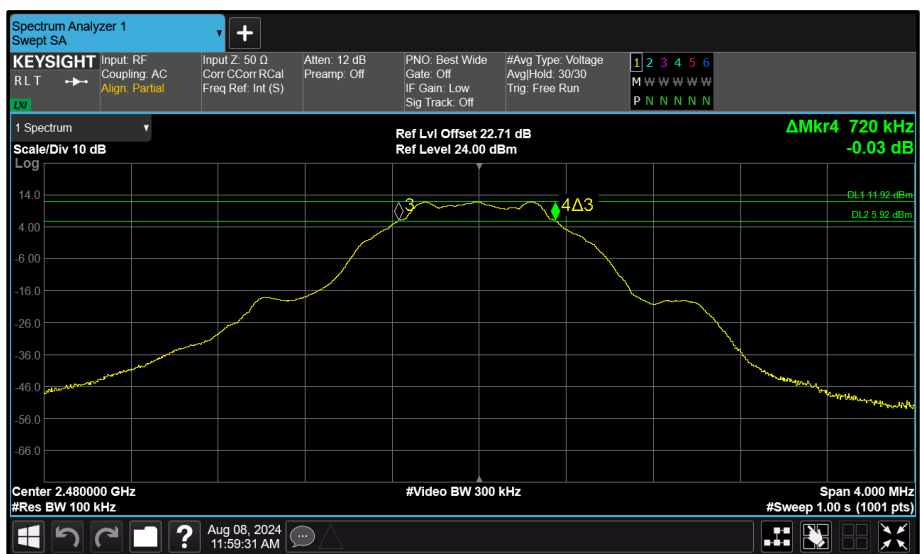 Spectrum Analyzer 1
Swept SA
+
KEYSIGHT
R L T
LXI
Input: RF
Coupling: AC
Align: Partial
Input Z: 50 Ω
Corr CCorr RCal
Freq Ref: Int (S)
Atten: 12 dB
Preamp: Off
PNO: Best Wide
Gate: Off
IF Gain: Low
Sig Track: Off
#Avg Type: Voltage
Avg|Hold: 30/30
Trig: Free Run
1 2 3 4 5 6
M W W W W W
P N N N N N
1 Spectrum
Scale/Div 10 dB
Log
Ref Lvl Offset 22.71 dB
Ref Level 24.00 dBm
ΔMkr4 720 kHz
-0.03 dB
14.0
4.00
-6.00
-16.0
-26.0
-36.0
-46.0
-56.0
-66.0
3
4Δ3
DL1 11.92 dBm
DL2 5.92 dBm
Center 2.480000 GHz
#Res BW 100 kHz
#Video BW 300 kHz
Span 4.000 MHz
#Sweep 1.00 s (1001 pts)
?
Aug 08, 2024
11:59:31 AM